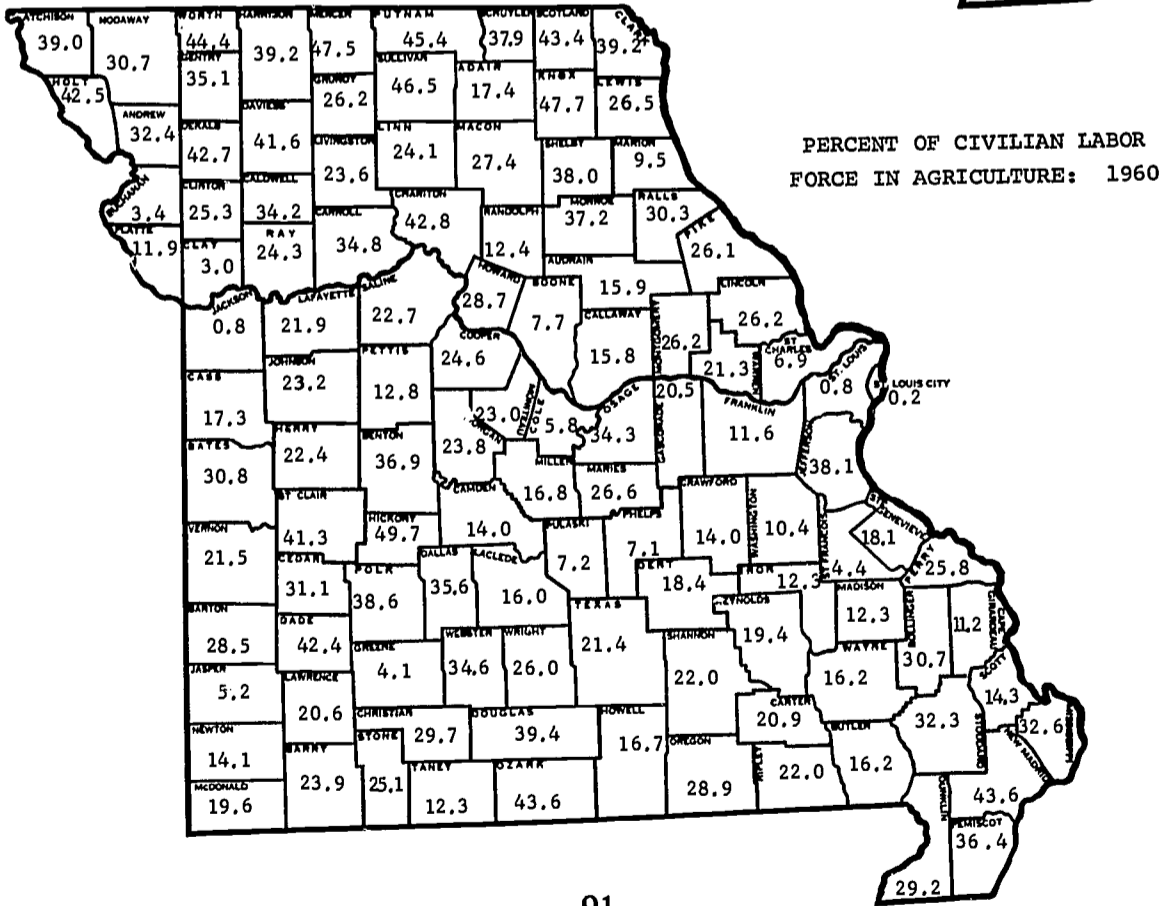 PERCENT OF CIVILIAN LABOR
FORCE IN AGRICULTURE: 1960
ATCHISON 39.0
NODAWAY 30.7
WORTH 44.4
HARRISON 39.2
MERCER 47.5
PUTNAM 45.4
SCHUYLER 37.9
SCOTLAND 43.4
CLARK 39.2
HOLT 42.5
GENTRY 35.1
GRUNDY 26.2
SULLIVAN 46.5
ADAIR 17.4
KNOX 47.7
LEWIS 26.5
ANDREW 32.4
DEKALB 42.7
DAVIESS 41.6
LIVINGSTON 23.6
LINN 24.1
MACON 27.4
SHELBY 38.0
MARION 9.5
BUCHANAN 3.4
CLINTON 25.3
CALDWELL 34.2
CARROLL 34.8
CHARITON 42.8
RANDOLPH 12.4
MONROE 37.2
RALLS 30.3
PIKE 26.1
PLATTE 11.9
CLAY 3.0
RAY 24.3
AUDRAIN 15.9
JACKSON 0.8
LAFAYETTE 21.9
SALINE 22.7
HOWARD 28.7
BOONE 7.7
CALLAWAY 15.8
MONTGOMERY 26.2
LINCOLN 26.2
WARREN 21.3
ST CHARLES 6.9
ST. LOUIS 0.8
ST. LOUIS CITY 0.2
CASS 17.3
JOHNSON 23.2
PETTIS 12.8
COOPER 24.6
MONITEAU 23.0
COLE 5.8
OSAGE 34.3
GASCONADE 20.5
FRANKLIN 11.6
JEFFERSON 38.1
BATES 30.8
HENRY 22.4
BENTON 36.9
MORGAN 23.8
MILLER 16.8
MARIES 26.6
CRAWFORD 14.0
WASHINGTON 10.4
ST FRANCOIS 4.4
STE. GENEVIEVE 18.1
PERRY 25.8
VERNON 21.5
ST CLAIR 41.3
HICKORY 49.7
CAMDEN 14.0
PULASKI 7.2
PHELPS 7.1
CEDAR 31.1
POLK 38.6
DALLAS 35.6
LACLEDE 16.0
DENT 18.4
IRON 12.3
MADISON 12.3
BOLLINGER 30.7
CAPE GIRARDEAU 11.2
BARTON 28.5
DADE 42.4
GREENE 4.1
WEBSTER 34.6
WRIGHT 26.0
TEXAS 21.4
SHANNON 22.0
REYNOLDS 19.4
WAYNE 16.2
SCOTT 14.3
JASPER 5.2
LAWRENCE 20.6
CHRISTIAN 29.7
DOUGLAS 39.4
HOWELL 16.7
CARTER 20.9
BUTLER 16.2
STODDARD 32.3
MISSISSIPPI 32.6
NEWTON 14.1
BARRY 23.9
STONE 25.1
TANEY 12.3
OZARK 43.6
OREGON 28.9
RIPLEY 22.0
NEW MADRID 43.6
McDONALD 19.6
DUNKLIN 29.2
PEMISCOT 36.4
91